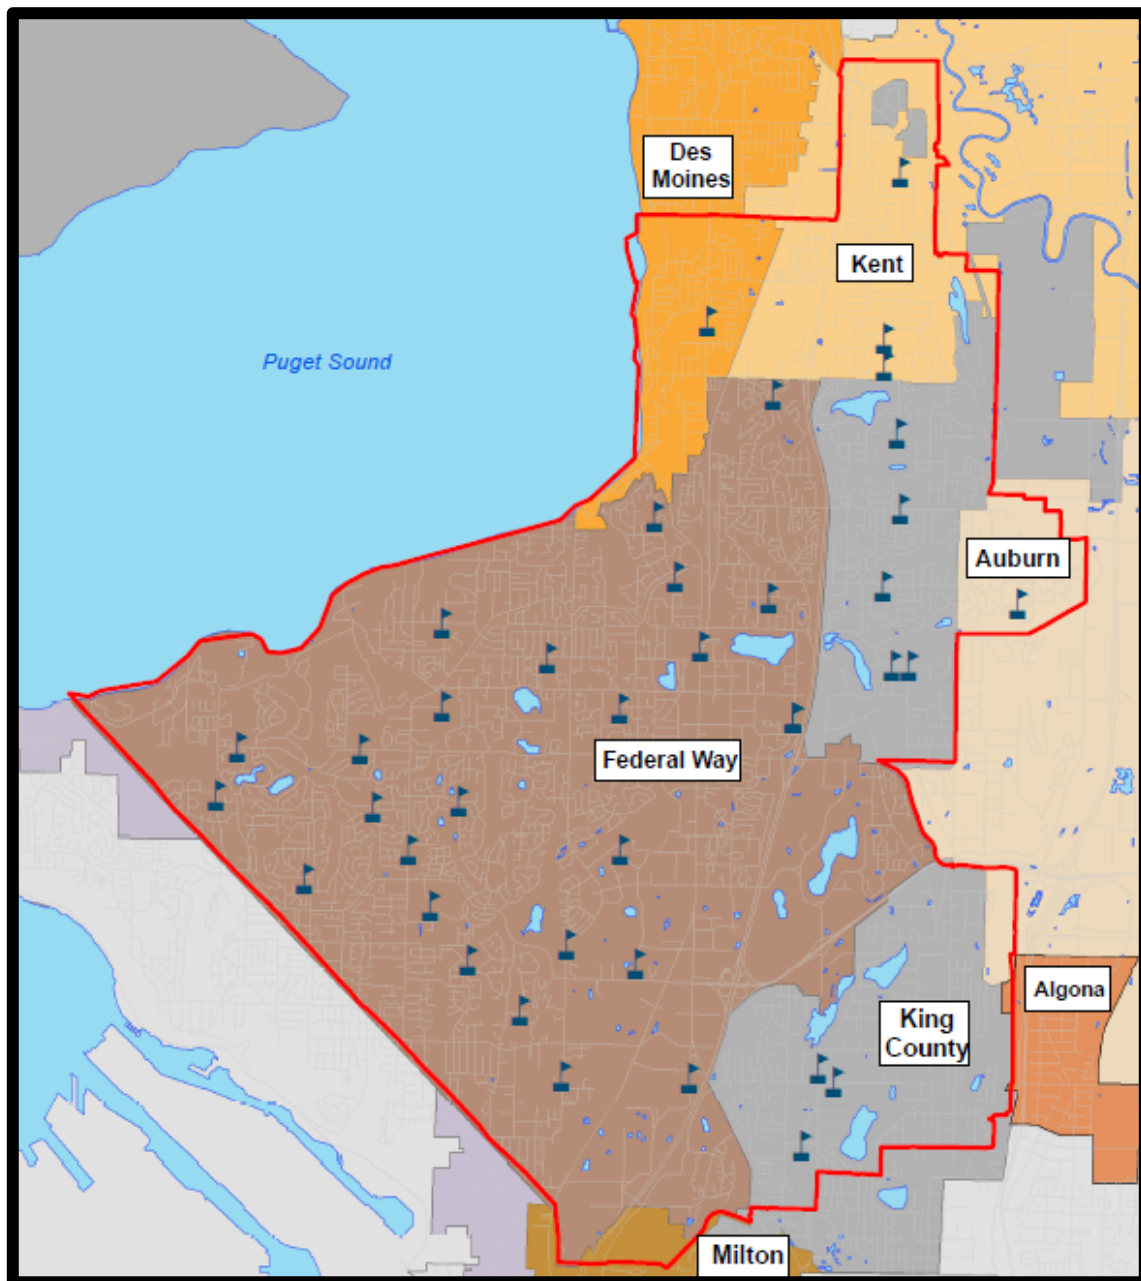 Des
Moines
Kent
Puget Sound
Auburn
Federal Way
Algona
King
County
Milton